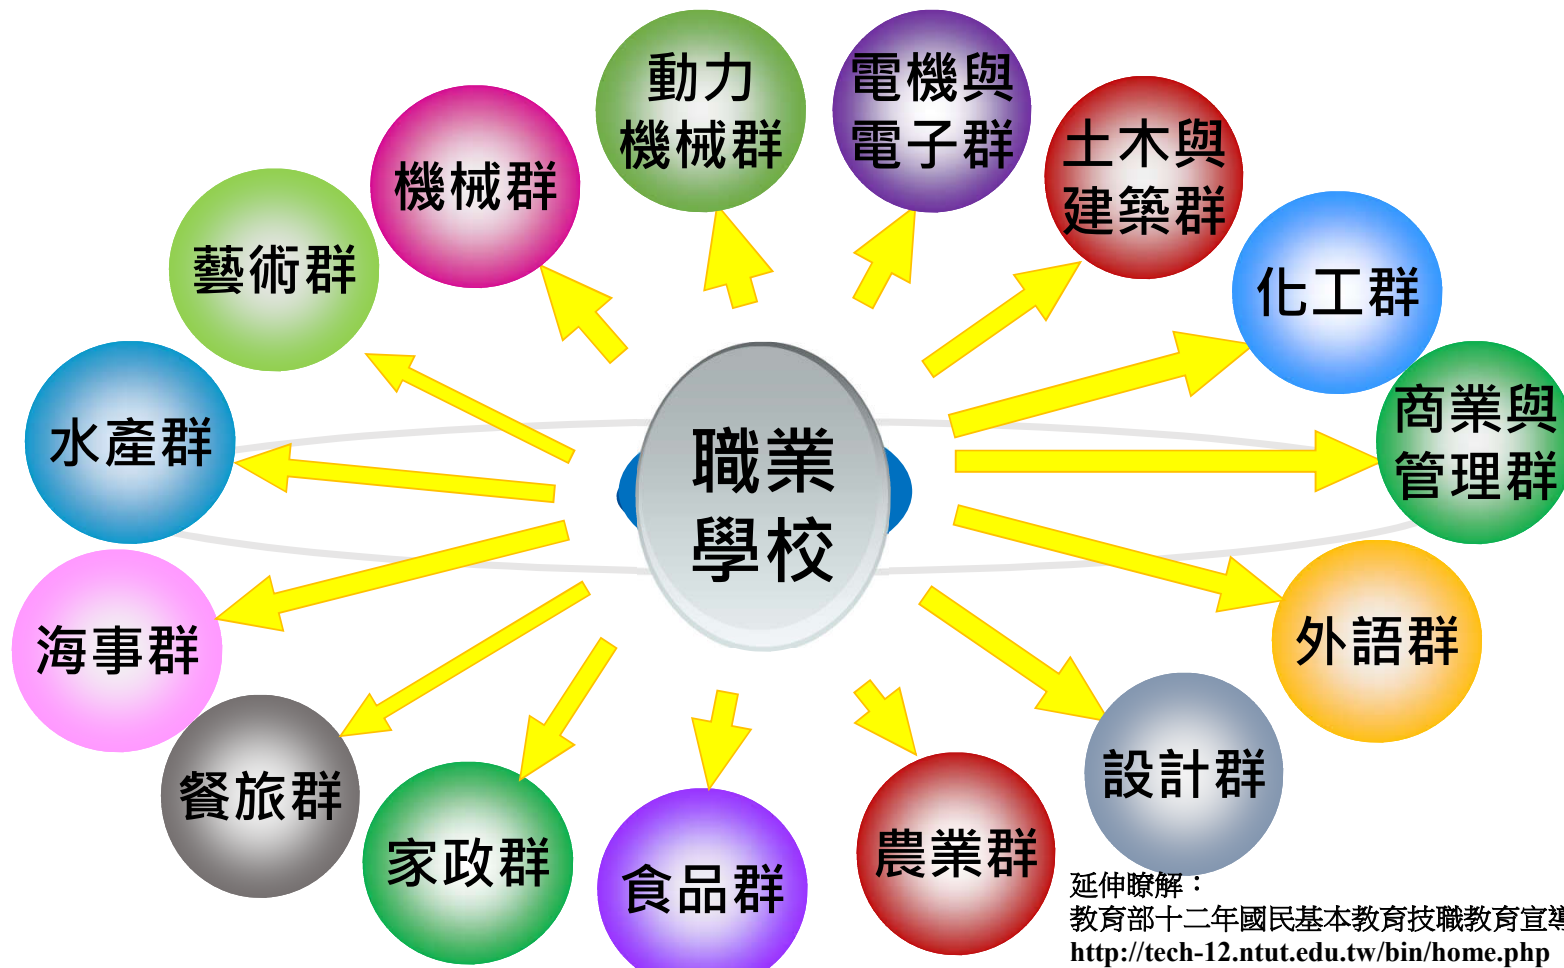 職業
學校
動力
機械群
電機與
電子群
土木與
建築群
化工群
商業與
管理群
外語群
設計群
農業群
食品群
家政群
餐旅群
海事群
水產群
藝術群
機械群
延伸瞭解：
教育部十二年國民基本教育技職教育宣導
http://tech-12.ntut.edu.tw/bin/home.php